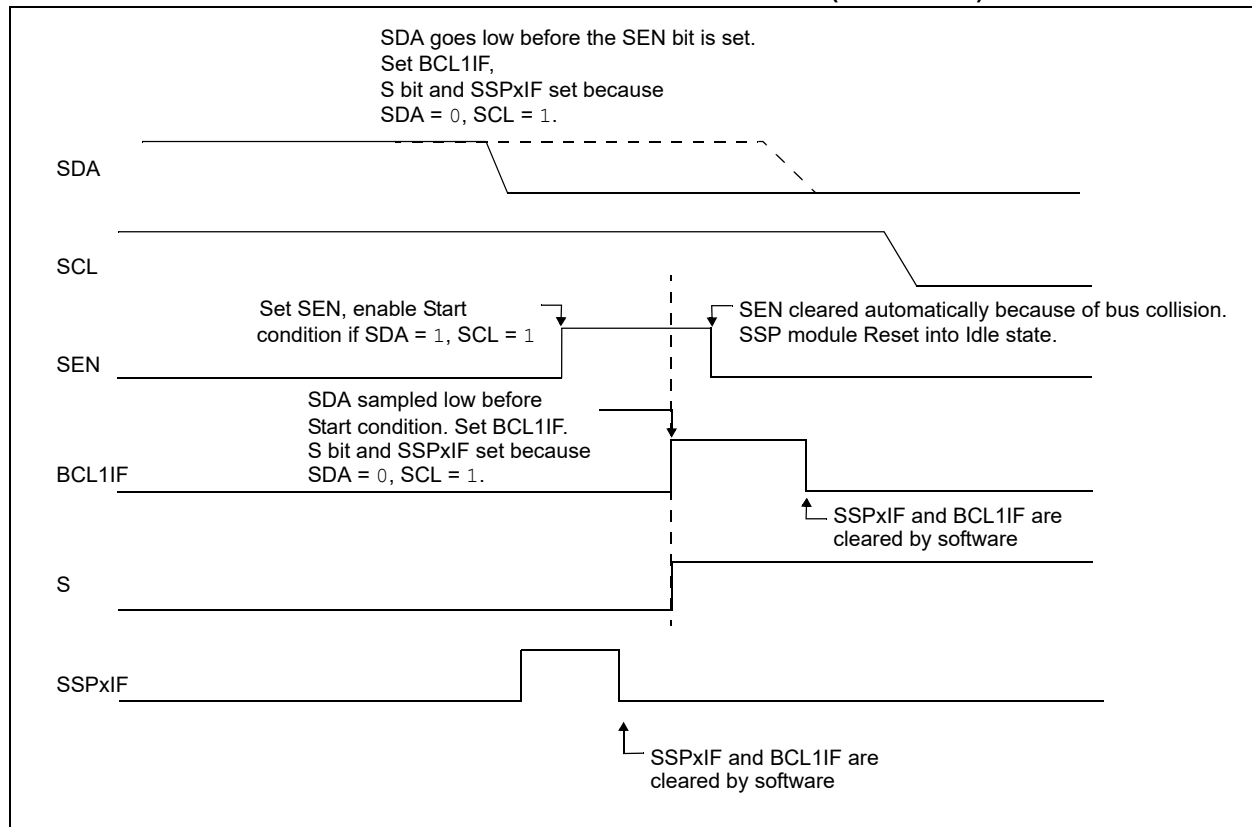 SDA goes low before the SEN bit is set.
Set BCL1IF,
S bit and SSPxIF set because
SDA = 0, SCL = 1.
SDA
SCL
Set SEN, enable Start
condition if SDA = 1, SCL = 1
SEN cleared automatically because of bus collision.
SSP module Reset into Idle state.
SEN
SDA sampled low before
Start condition. Set BCL1IF.
S bit and SSPxIF set because
SDA = 0, SCL = 1.
BCL1IF
SSPxIF and BCL1IF are
cleared by software
S
SSPxIF
SSPxIF and BCL1IF are
cleared by software